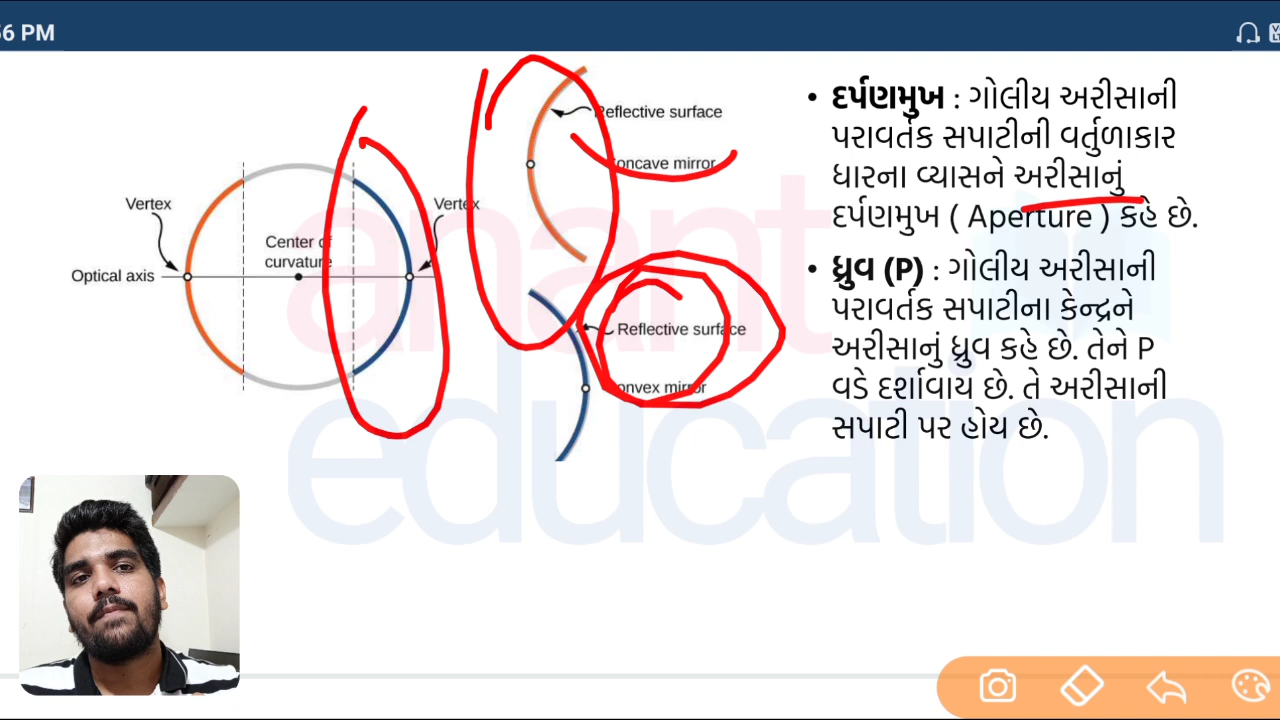 56 PM
Reflective surface
Concave mirror
Vertex
Vertex
Center of
curvature
Optical axis
Reflective surface
Convex mirror
• દર્પણમુખ : ગોલીય અરીસાની
પરાવર્તક સપાટીની વર્તુળાકાર
ધારના વ્યાસને અરીસાનું
દર્પણમુખ ( Aperture ) કહે છે.
• ધ્રુવ (P) : ગોલીય અરીસાની
પરાવર્તક સપાટીના કેન્દ્રને
અરીસાનું ધ્રુવ કહે છે. તેને P
વડે દર્શાવાય છે. તે અરીસાની
સપાટી પર હોય છે.
anant
education